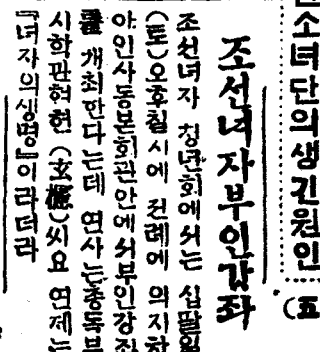 소녀단의생긴원인
(五
조선녀자부인강좌
조선녀자 청년회에서는 십팔일
(토)오후칠시에 전례에 의지하
야인사동본회관안에서부인강좌
를 개최한다는데 연사는총독부
시학관현헌 (玄櫶)씨요 연제는
『녀자의생명』이라더라